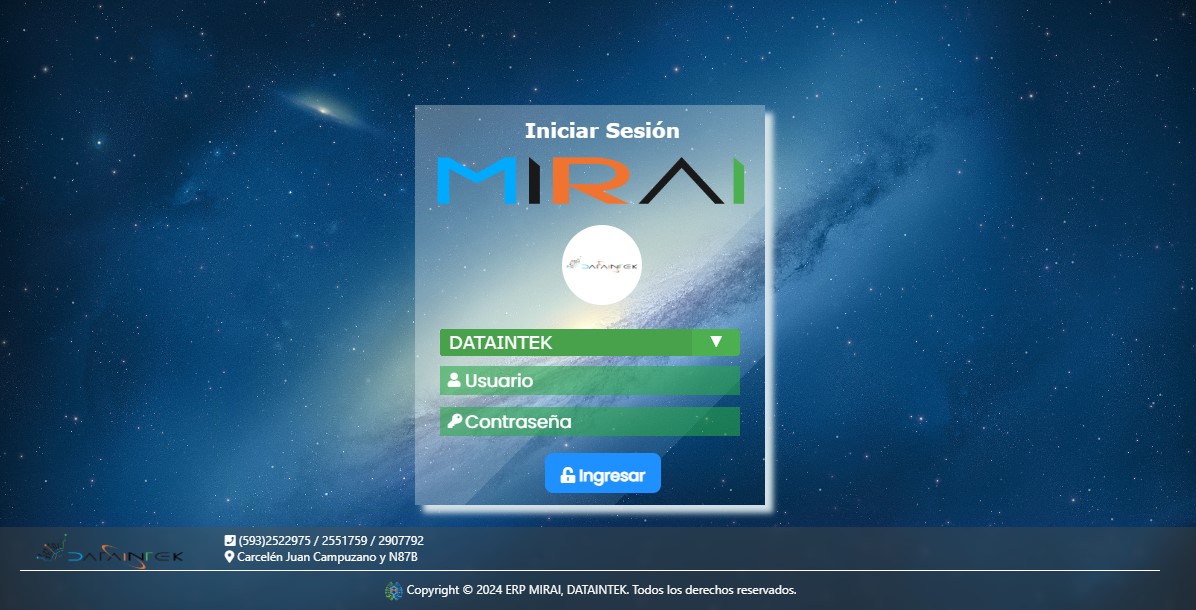 Iniciar Sesión
MIRAI
DATAINTEK
DATAINTEK
Usuario
Contraseña
Ingresar
DATAINTEK
(593)2522975 / 2551759 / 2907792
Carcelén Juan Campuzano y N87B
Copyright © 2024 ERP MIRAI, DATAINTEK. Todos los derechos reservados.